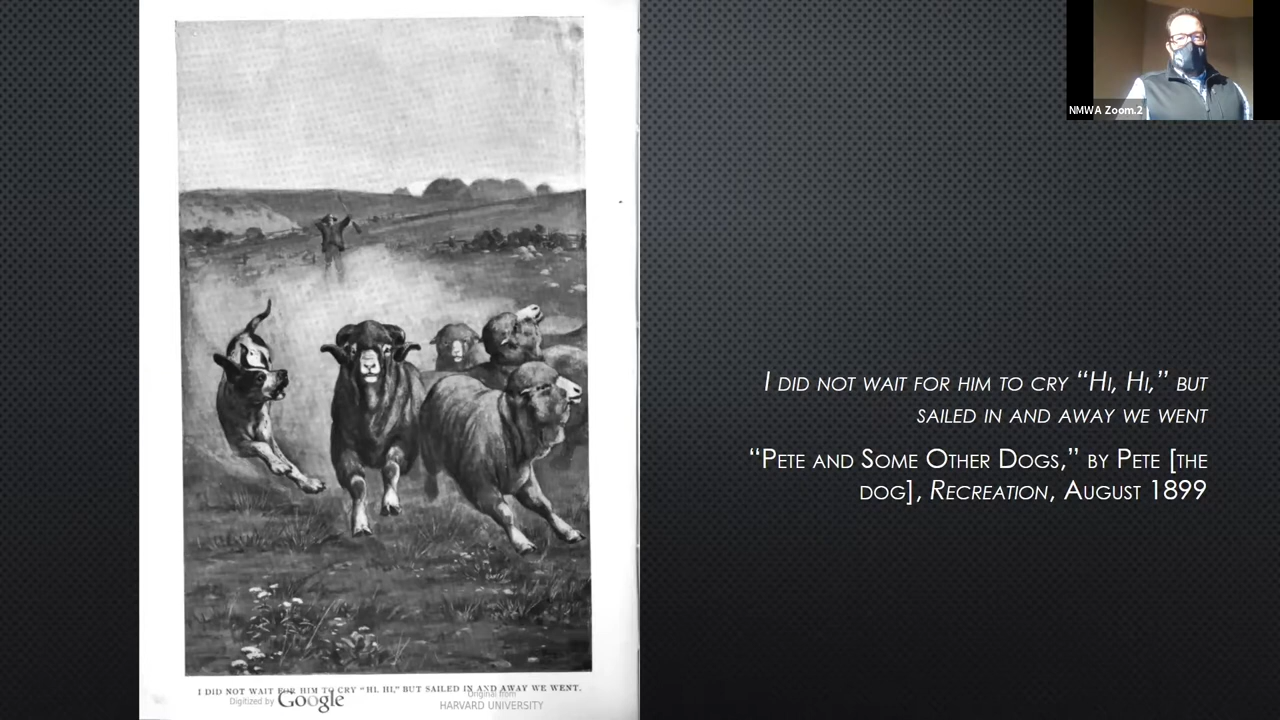 NMWA Zoom.2
I DID NOT WAIT FOR HIM TO CRY “HI, HI,” BUT
SAILED IN AND AWAY WE WENT
“PETE AND SOME OTHER DOGS,” BY PETE [THE
DOG], RECREATION, AUGUST 1899
I DID NOT WAIT FOR HIM TO CRY “HI, HI,” BUT SAILED IN AND AWAY WE WENT.
Digitized by Google
Original from
HARVARD UNIVERSITY